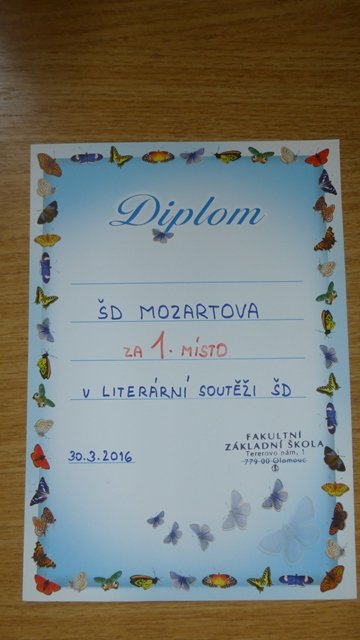 Diplom
ŠD MOZARTOVA
ZA 1. MÍSTO
V LITERÁRNÍ SOUTĚŽI ŠD
30.3.2016
FAKULTNÍ
ZÁKLADNÍ ŠKOLA
Tererovo nám. 1
779 00 Olomouc